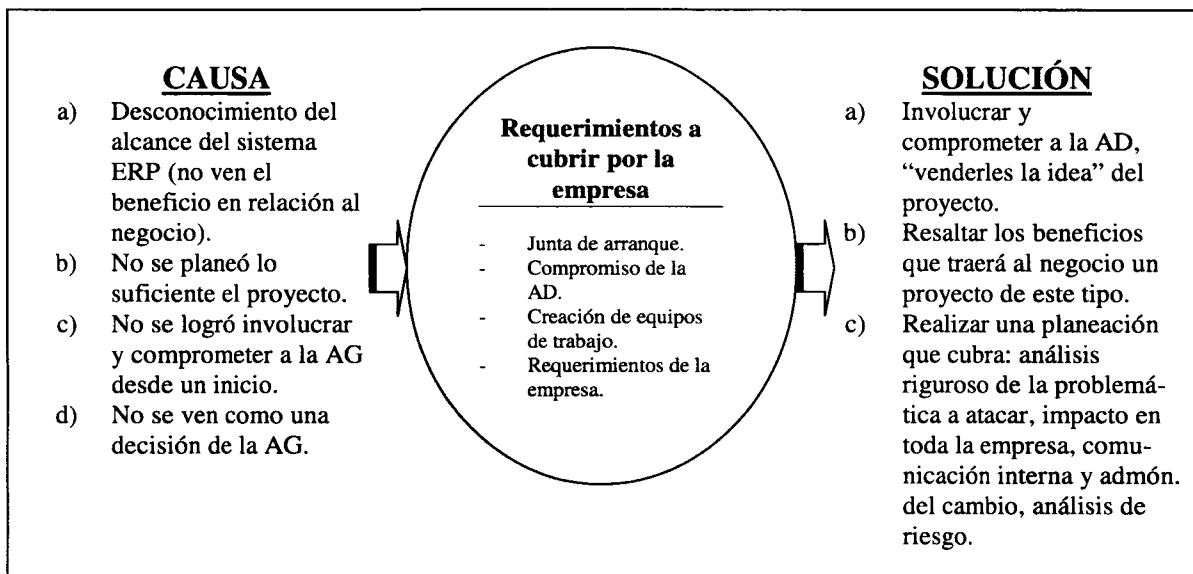 CAUSA
a) Desconocimiento del
alcance del sistema
ERP (no ven el
beneficio en relación al
negocio).
b) No se planeó lo
suficiente el proyecto.
c) No se logró involucrar
y comprometer a la AG
desde un inicio.
d) No se ven como una
decisión de la AG.
Requerimientos a
cubrir por la
empresa
- Junta de arranque.
- Compromiso de la
AD.
- Creación de equipos
de trabajo.
- Requerimientos de la
empresa.
SOLUCIÓN
a) Involucrar y
comprometer a la AD,
“venderles la idea” del
proyecto.
b) Resaltar los beneficios
que traerá al negocio un
proyecto de este tipo.
c) Realizar una planeación
que cubra: análisis
riguroso de la problemá-
tica a atacar, impacto en
toda la empresa, comu-
nicación interna y admón.
del cambio, análisis de
riesgo.